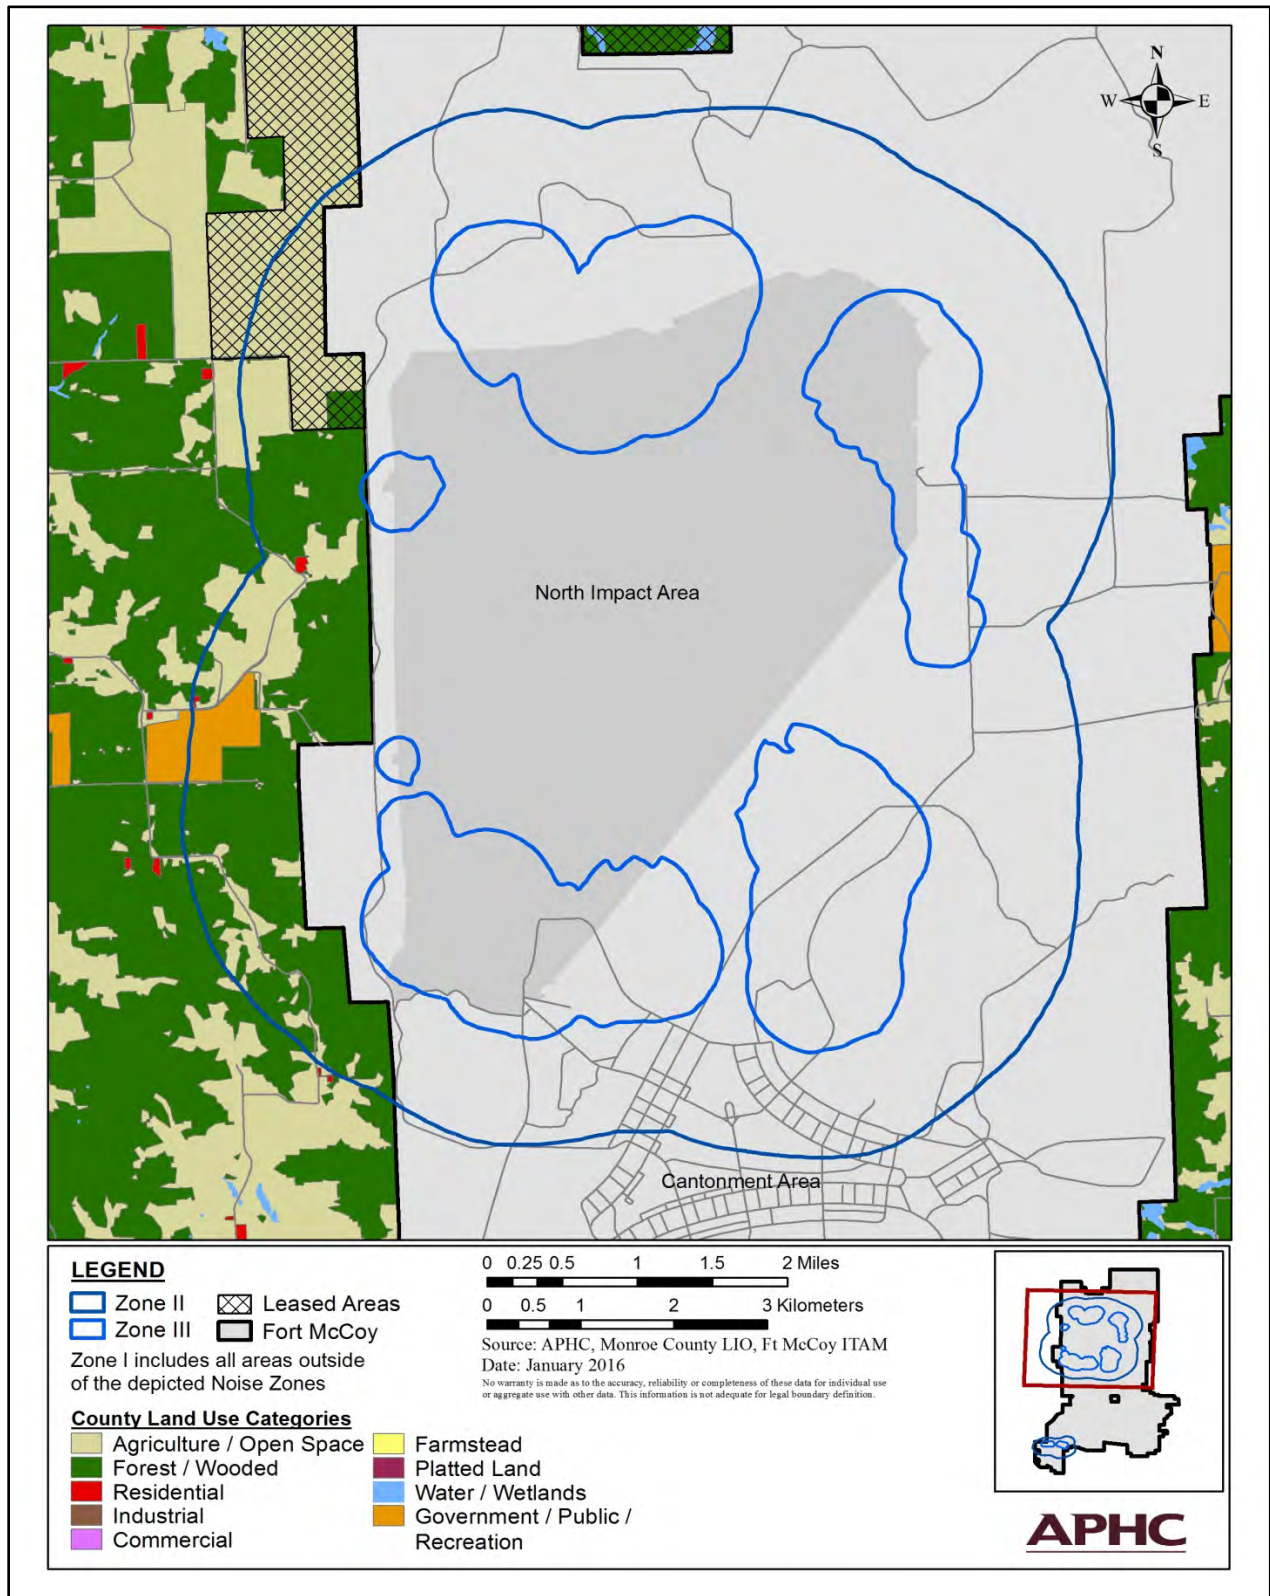 N
W E
S
North Impact Area
Cantonment Area
LEGEND
Zone II
Leased Areas
Zone III
Fort McCoy
Zone I includes all areas outside
of the depicted Noise Zones
0 0.25 0.5 1 1.5 2 Miles
0 0.5 1 2 3 Kilometers
Source: APHC, Monroe County LIO, Ft McCoy ITAM
Date: January 2016
No warranty is made as to the accuracy, reliability or completeness of these data for individual use
or aggregate use with other data. This information is not adequate for legal boundary definition.
County Land Use Categories
Agriculture / Open Space
Forest / Wooded
Residential
Industrial
Commercial
Farmstead
Platted Land
Water / Wetlands
Government / Public /
Recreation
APHC